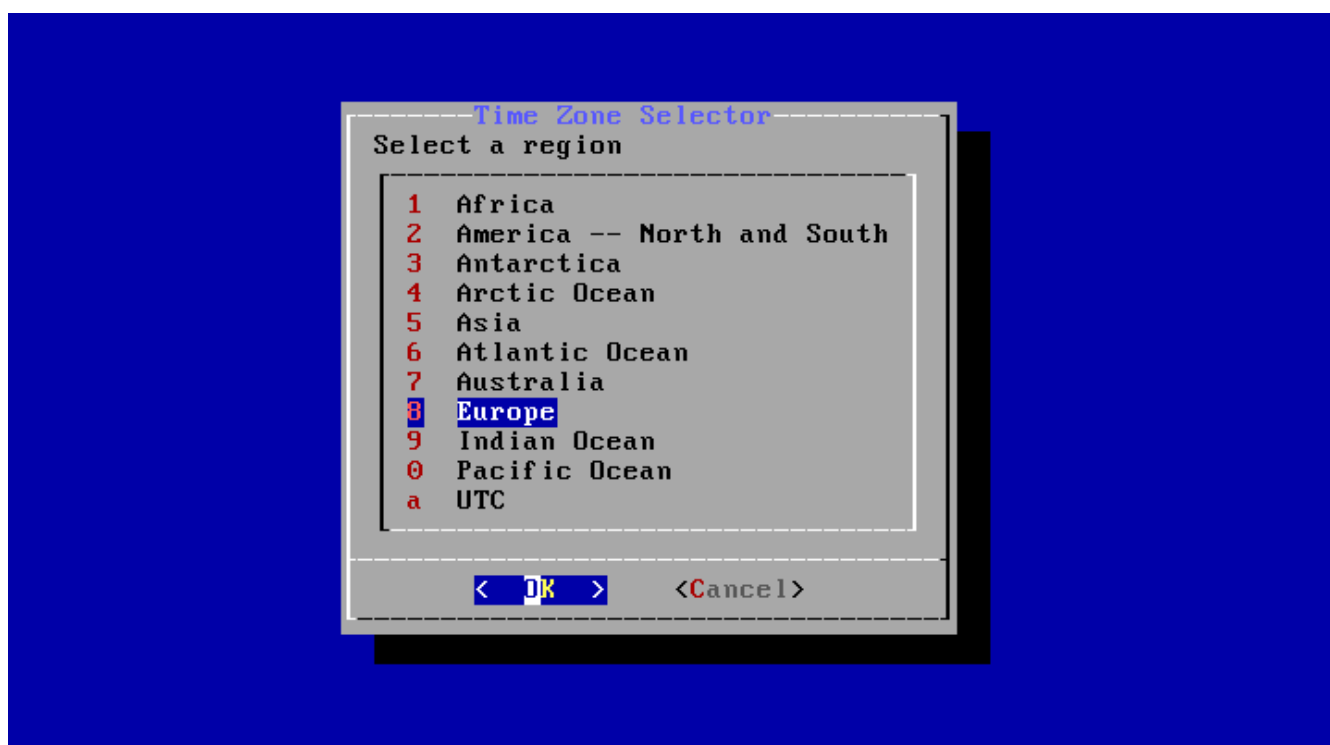 Time Zone Selector
Select a region
1 Africa
2 America -- North and South
3 Antarctica
4 Arctic Ocean
5 Asia
6 Atlantic Ocean
7 Australia
8 Europe
9 Indian Ocean
0 Pacific Ocean
a UTC
< OK > <Cancel>